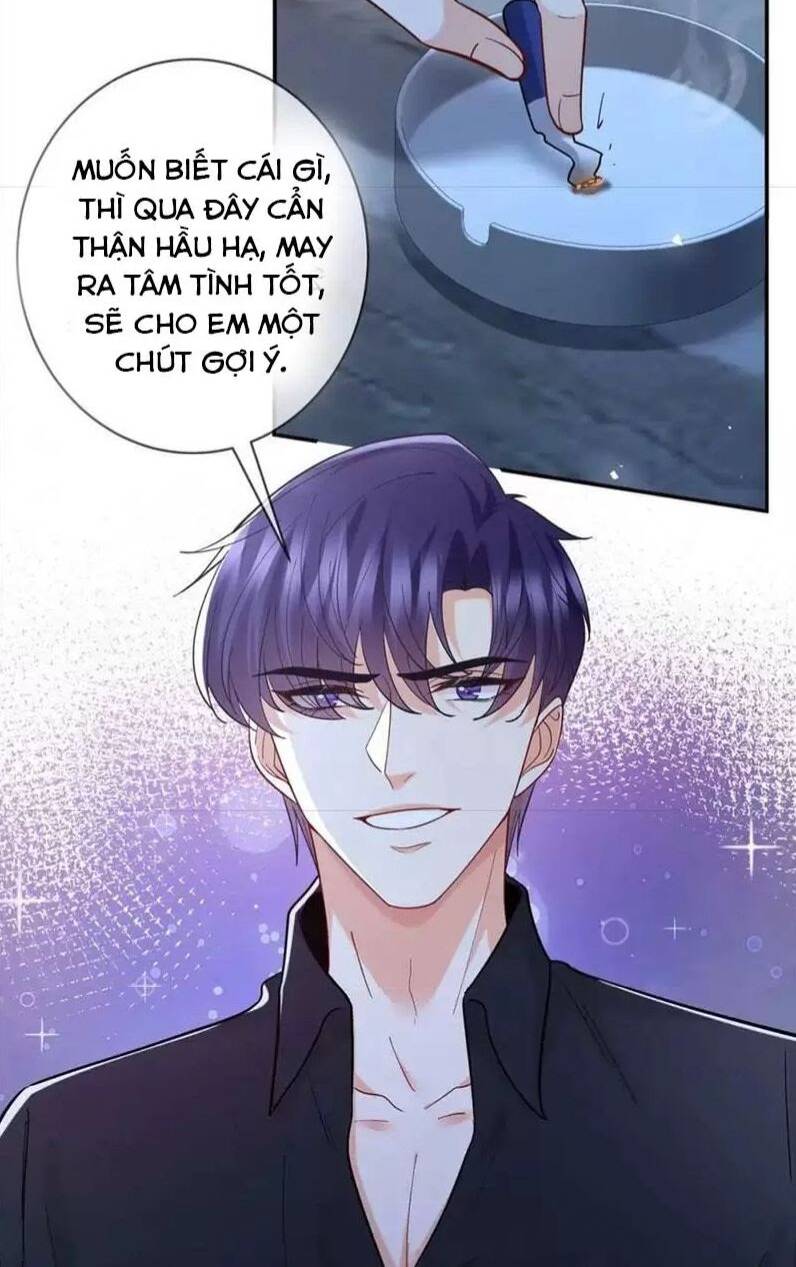 MUỐN BIẾT CÁI GÌ,
THÌ QUA ĐÂY CẨN
THẬN HẦU HẠ, MAY
RA TÂM TÌNH TỐT,
SẼ CHO EM MỘT
CHÚT GỢI Ý.